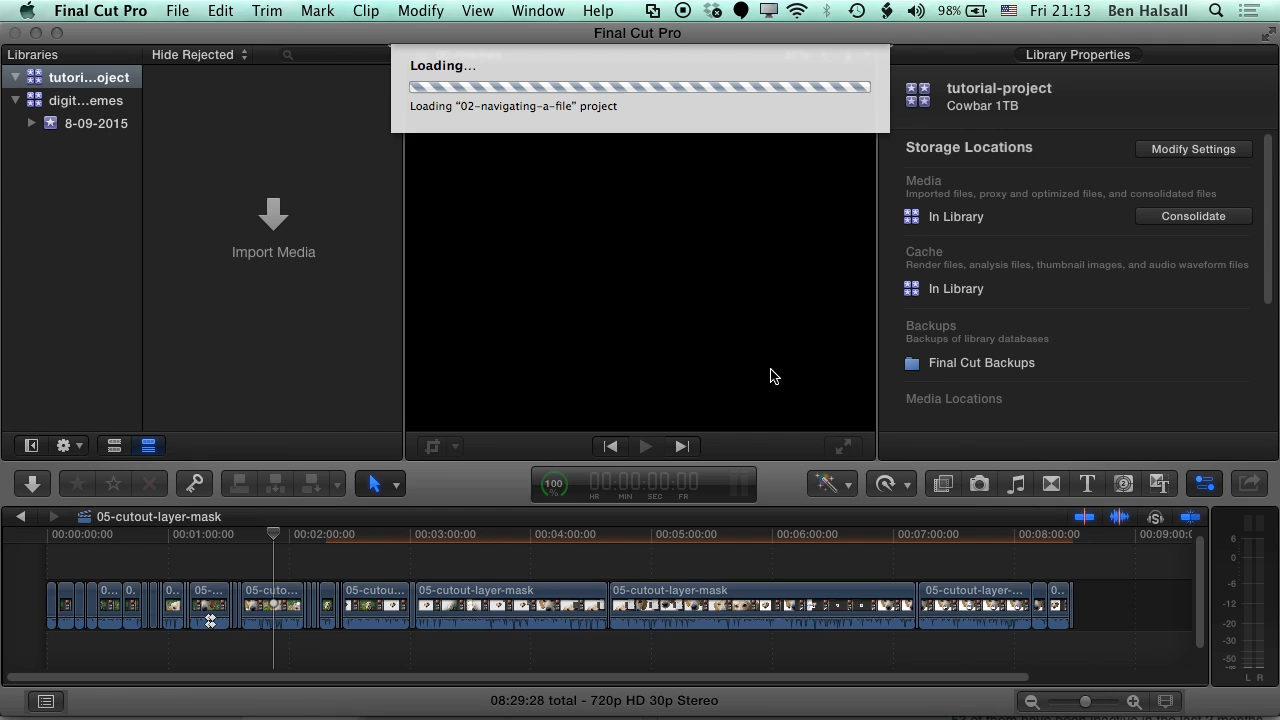 Final Cut Pro File Edit Trim Mark Clip Modify View Window Help 98% Fri 21:13 Ben Halsall
Final Cut Pro
Libraries
Hide Rejected
Library Properties
Loading...
Loading “02-navigating-a-file” project
tutori...oject
digit...emes
8-09-2015
Import Media
tutorial-project
Cowbar 1TB
Storage Locations
Modify Settings
Media
Imported files, proxy and optimized files, and consolidated files
In Library
Consolidate
Cache
Render files, analysis files, thumbnail images, and audio waveform files
In Library
Backups
Backups of library databases
Final Cut Backups
Media Locations
100 %
00:00:00:00
HR MIN SEC FR
05-cutout-layer-mask
00:00:00:00 00:01:00:00 00:02:00:00 00:03:00:00 00:04:00:00 00:05:00:00 00:06:00:00 00:07:00:00 00:08:00:00 00:09:00:0
0... 0. 0.. 05-... 05-cuto... 05-cutou... 05-cutout-layer-mask 05-cutout-layer-mask 05-cutout-layer-... 0..
6
0
-6
-12
-20
-30
-50
L R
08:29:28 total - 720p HD 30p Stereo